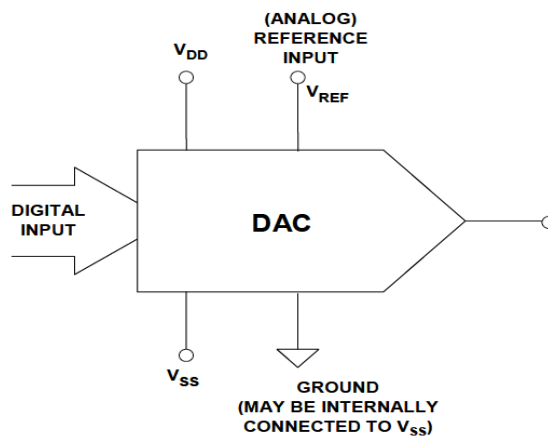 (ANALOG)
REFERENCE
INPUT
VDD
VREF
DIGITAL
INPUT
DAC
VSS
GROUND
(MAY BE INTERNALLY
CONNECTED TO VSS)